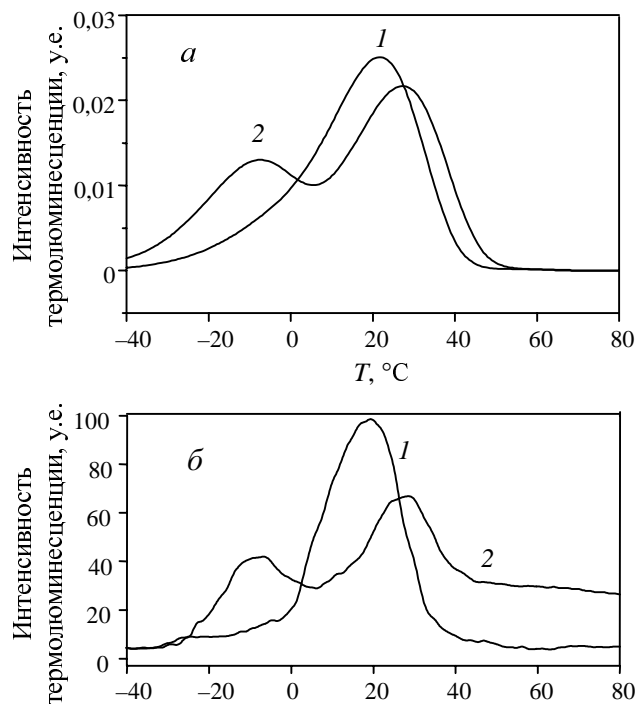 Интенсивность
термолюминесценции, у.е.
0,03
0,02
0,01
0
а
1
2
–40 –20 0 20 40 60 80
T, °C
Интенсивность
термолюминесценции, у.е.
100
80
60
40
20
0
б
1
2
–40 –20 0 20 40 60 80